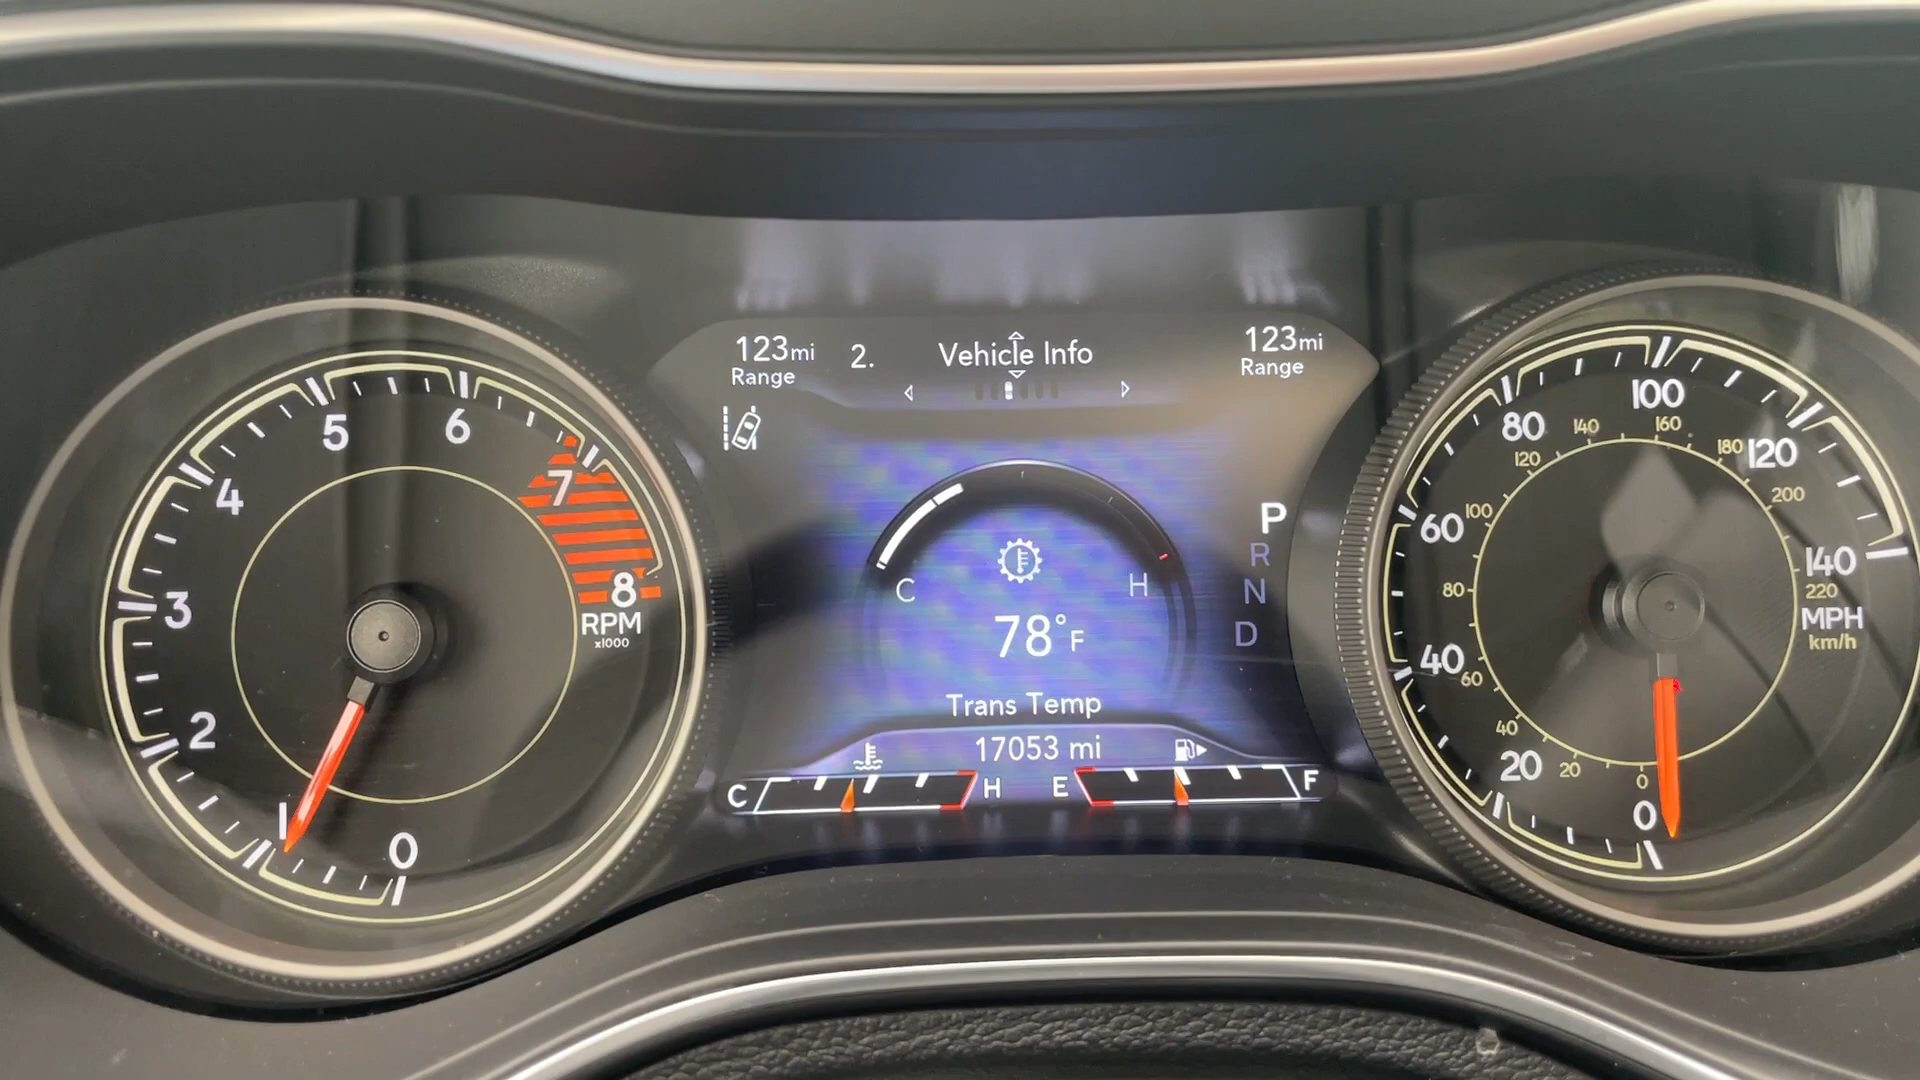 123mi
Range
2.
Vehicle Info
123mi
Range
0
1
2
3
4
5
6
7
8
RPM
x1000
C
H
78°F
Trans Temp
P
R
N
D
17053 mi
C
H
E
F
0
20
40
60
80
100
120
140
MPH
km/h
0
20
40
60
80
100
120
140
160
180
200
220